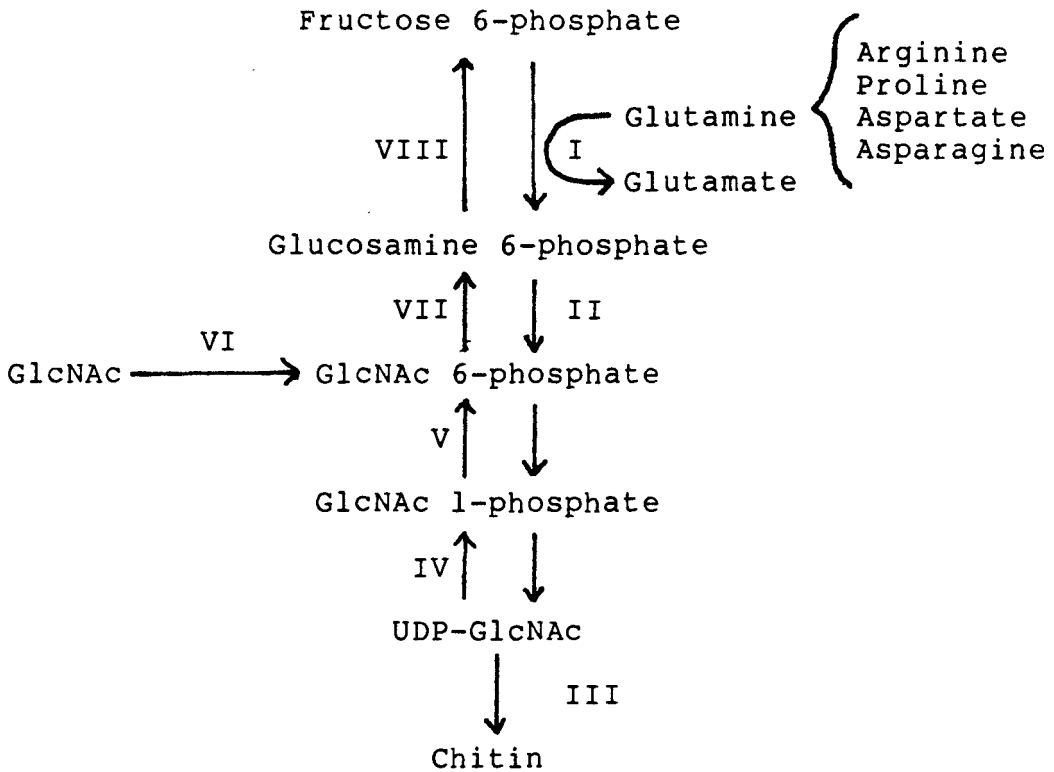 Fructose 6-phosphate
Arginine
Proline
Aspartate
Asparagine
Glutamine
VIII
I
Glutamate
Glucosamine 6-phosphate
VII
II
VI
GlcNAc
GlcNAc 6-phosphate
V
GlcNAc 1-phosphate
IV
UDP-GlcNAc
III
Chitin